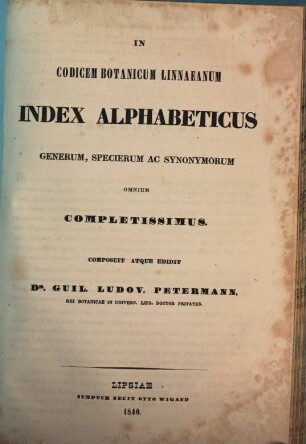 IN
CODICEM BOTANICUM LINNAEANUM
INDEX ALPHABETICUS
GENERUM, SPECIERUM AC SYNONYMORUM
OMNIUM
COMPLETISSIMUS.
COMPOSUIT ATQUE EDIDIT
DR. GUIL. LUDOV. PETERMANN,
REI BOTANICAE IN UNIVERS. LIPS. DOCTOR PRIVATUS.
LIPSIAE
SUMPTUM FECIT OTTO WIGAND
1840.